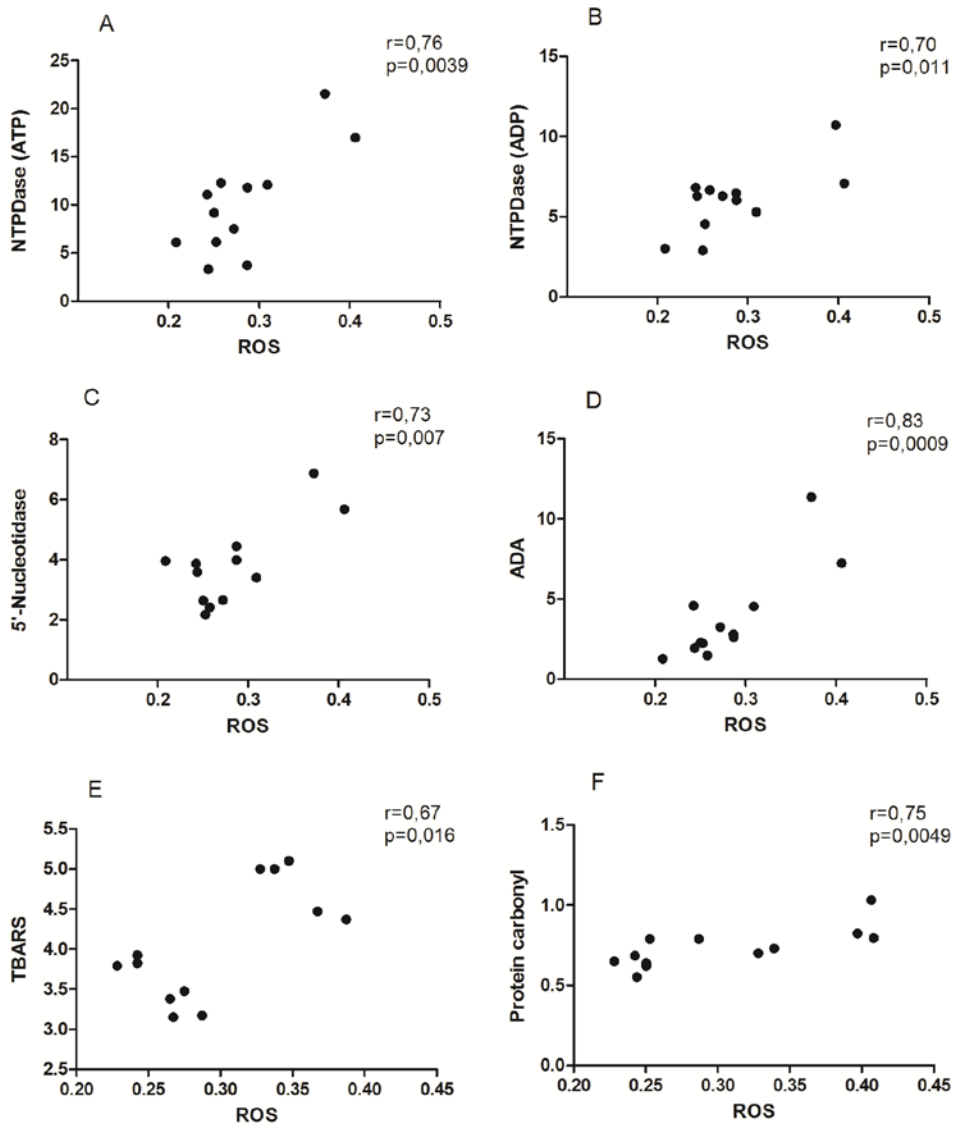 A
r=0,76
p=0,0039
NTPDase (ATP)
25
20
15
10
5
0
0.2 0.3 0.4 0.5
ROS
B
r=0,70
p=0,011
NTPDase (ADP)
15
10
5
0
0.2 0.3 0.4 0.5
ROS
C
r=0,73
p=0,007
5'-Nucleotidase
8
6
4
2
0
0.2 0.3 0.4 0.5
ROS
D
r=0,83
p=0,0009
ADA
15
10
5
0
0.2 0.3 0.4 0.5
ROS
E
r=0,67
p=0,016
TBARS
5.5
5.0
4.5
4.0
3.5
3.0
2.5
0.20 0.25 0.30 0.35 0.40 0.45
ROS
F
r=0,75
p=0,0049
Protein carbonyl
1.5
1.0
0.5
0.0
0.20 0.25 0.30 0.35 0.40 0.45
ROS